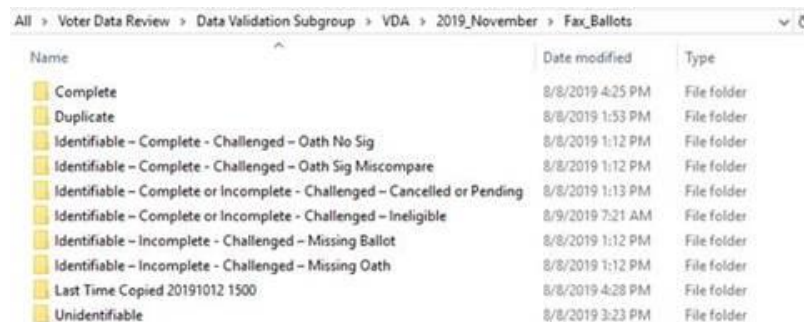 All > Voter Data Review > Data Validation Subgroup > VDA > 2019_November > Fax_Ballots
Name Date modified Type
Complete 8/8/2019 4:25 PM File folder
Duplicate 8/8/2019 1:53 PM File folder
Identifiable – Complete - Challenged – Oath No Sig 8/8/2019 1:12 PM File folder
Identifiable – Complete - Challenged – Oath Sig Miscompare 8/8/2019 1:12 PM File folder
Identifiable – Complete or Incomplete - Challenged – Cancelled or Pending 8/8/2019 1:13 PM File folder
Identifiable – Complete or Incomplete - Challenged – Ineligible 8/9/2019 7:21 AM File folder
Identifiable – Incomplete - Challenged – Missing Ballot 8/8/2019 1:12 PM File folder
Identifiable – Incomplete - Challenged – Missing Oath 8/8/2019 1:12 PM File folder
Last Time Copied 20191012 1500 8/8/2019 4:28 PM File folder
Unidentifiable 8/8/2019 3:23 PM File folder